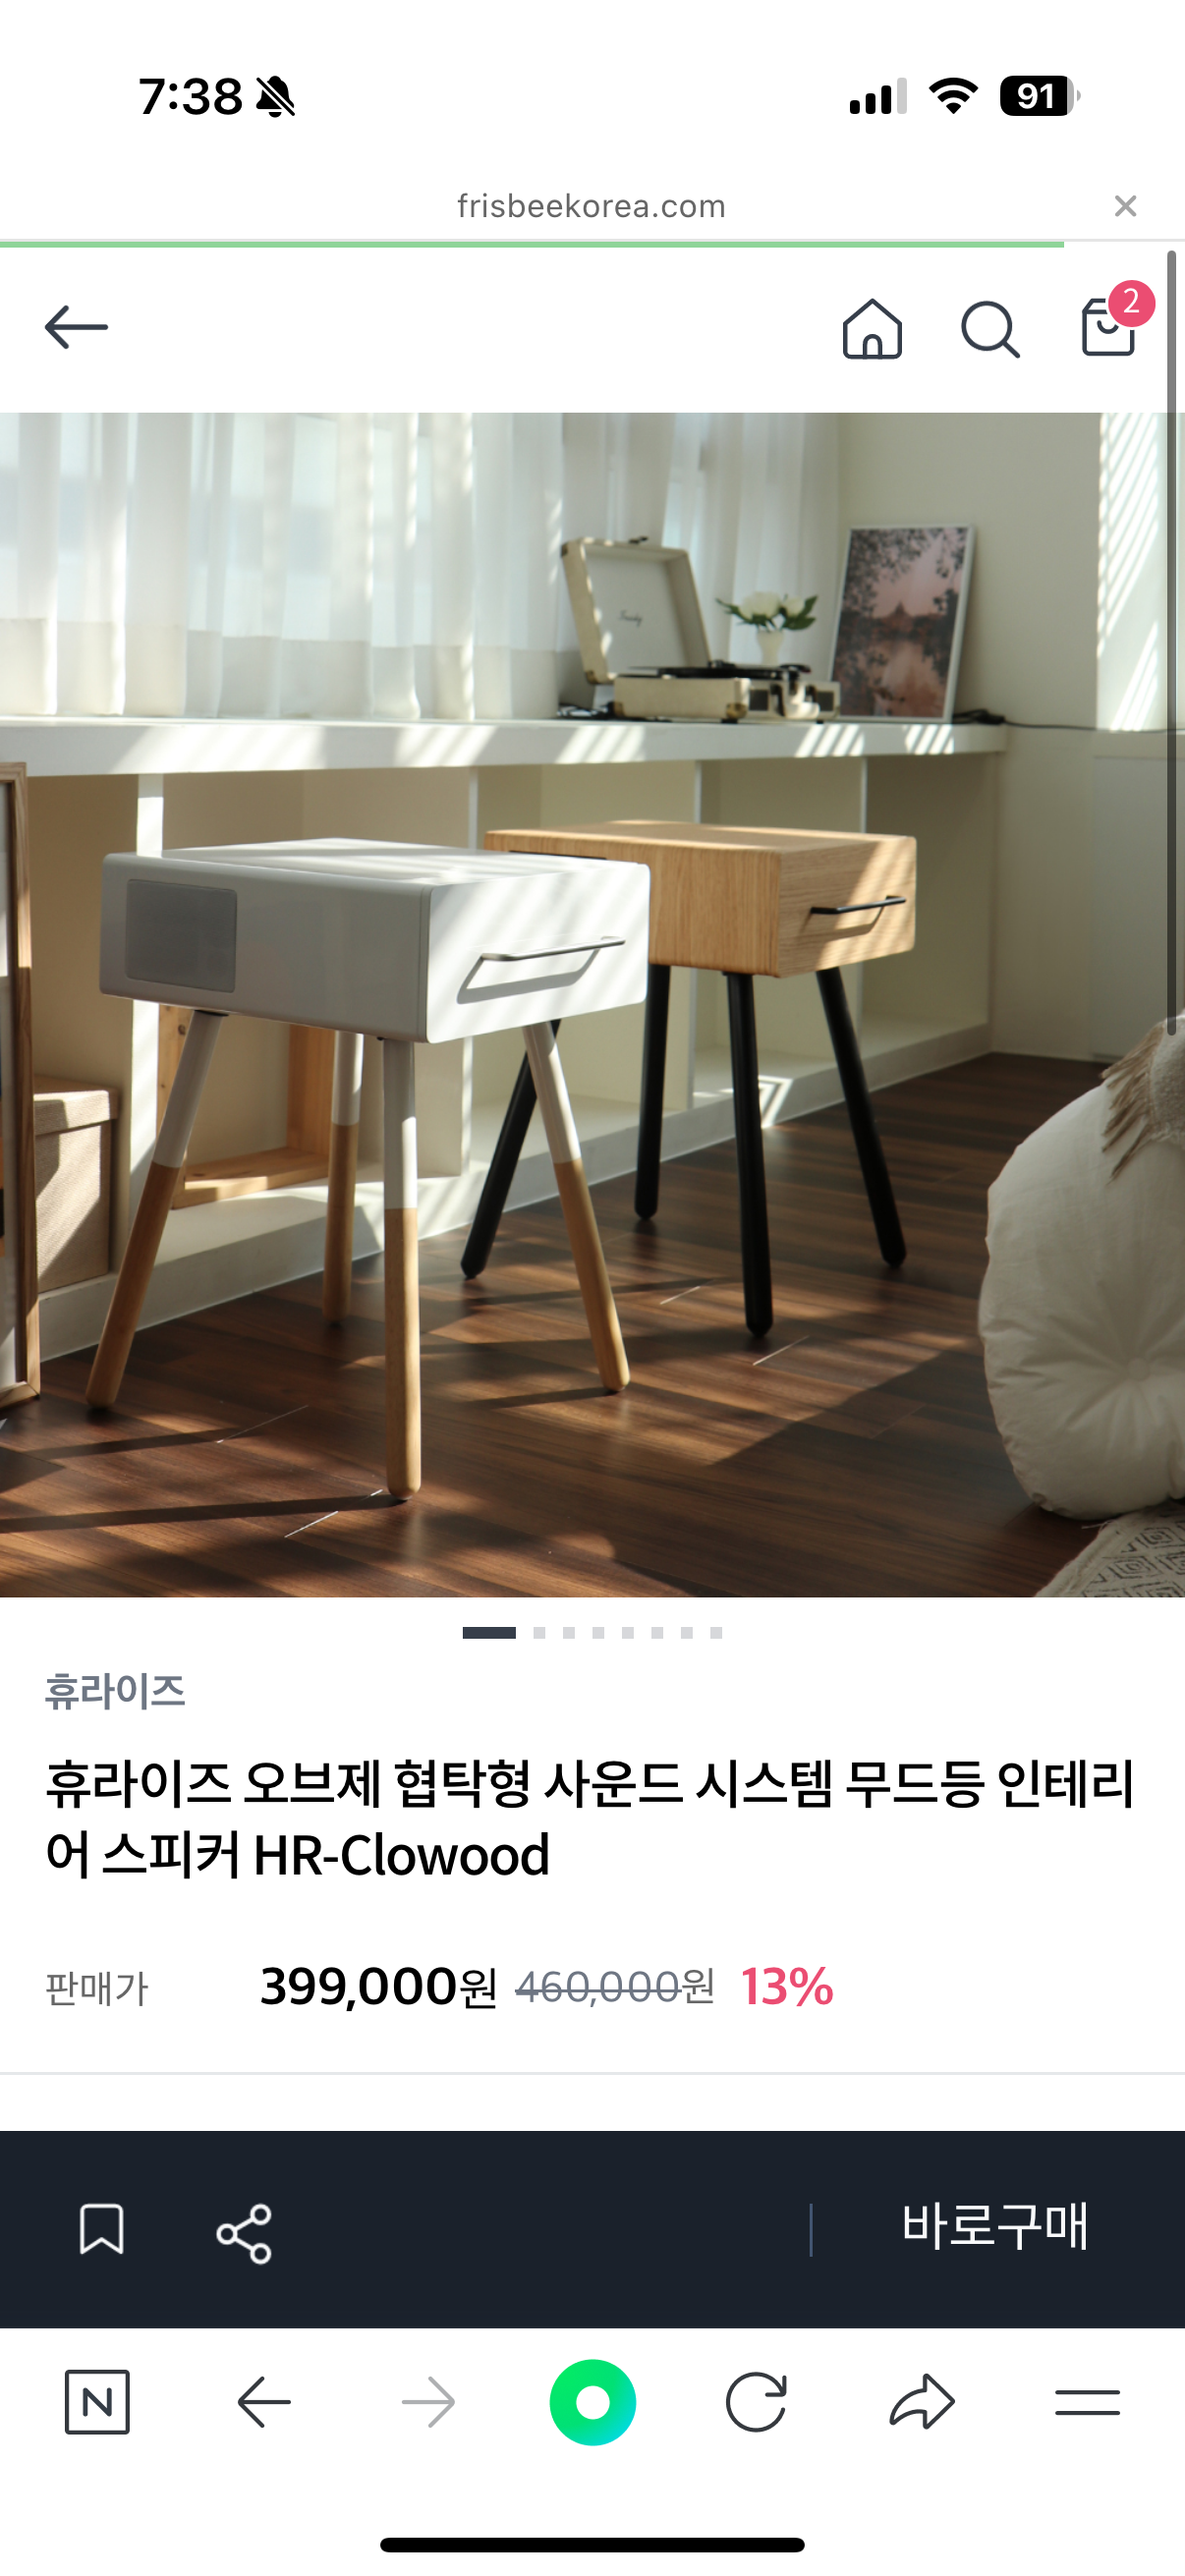 7:38
91
frisbeekorea.com
2
휴라이즈
휴라이즈 오브제 협탁형 사운드 시스템 무드등 인테리
어 스피커 HR-Clowood
판매가 399,000원 460,000원 13%
바로구매
N